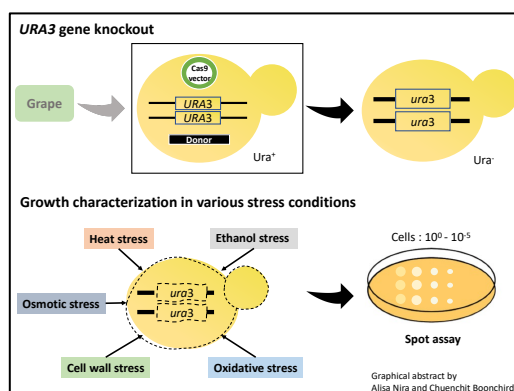 URA3 gene knockout
Cas9
vector
Grape
URA3
URA3
Donor
Ura⁺
ura3
ura3
Ura⁻
Growth characterization in various stress conditions
Heat stress
Ethanol stress
Cells : 10⁰ - 10⁻⁵
Osmotic stress
ura3
ura3
Spot assay
Cell wall stress
Oxidative stress
Graphical abstract by
Alisa Nira and Chuenchit Boonchird